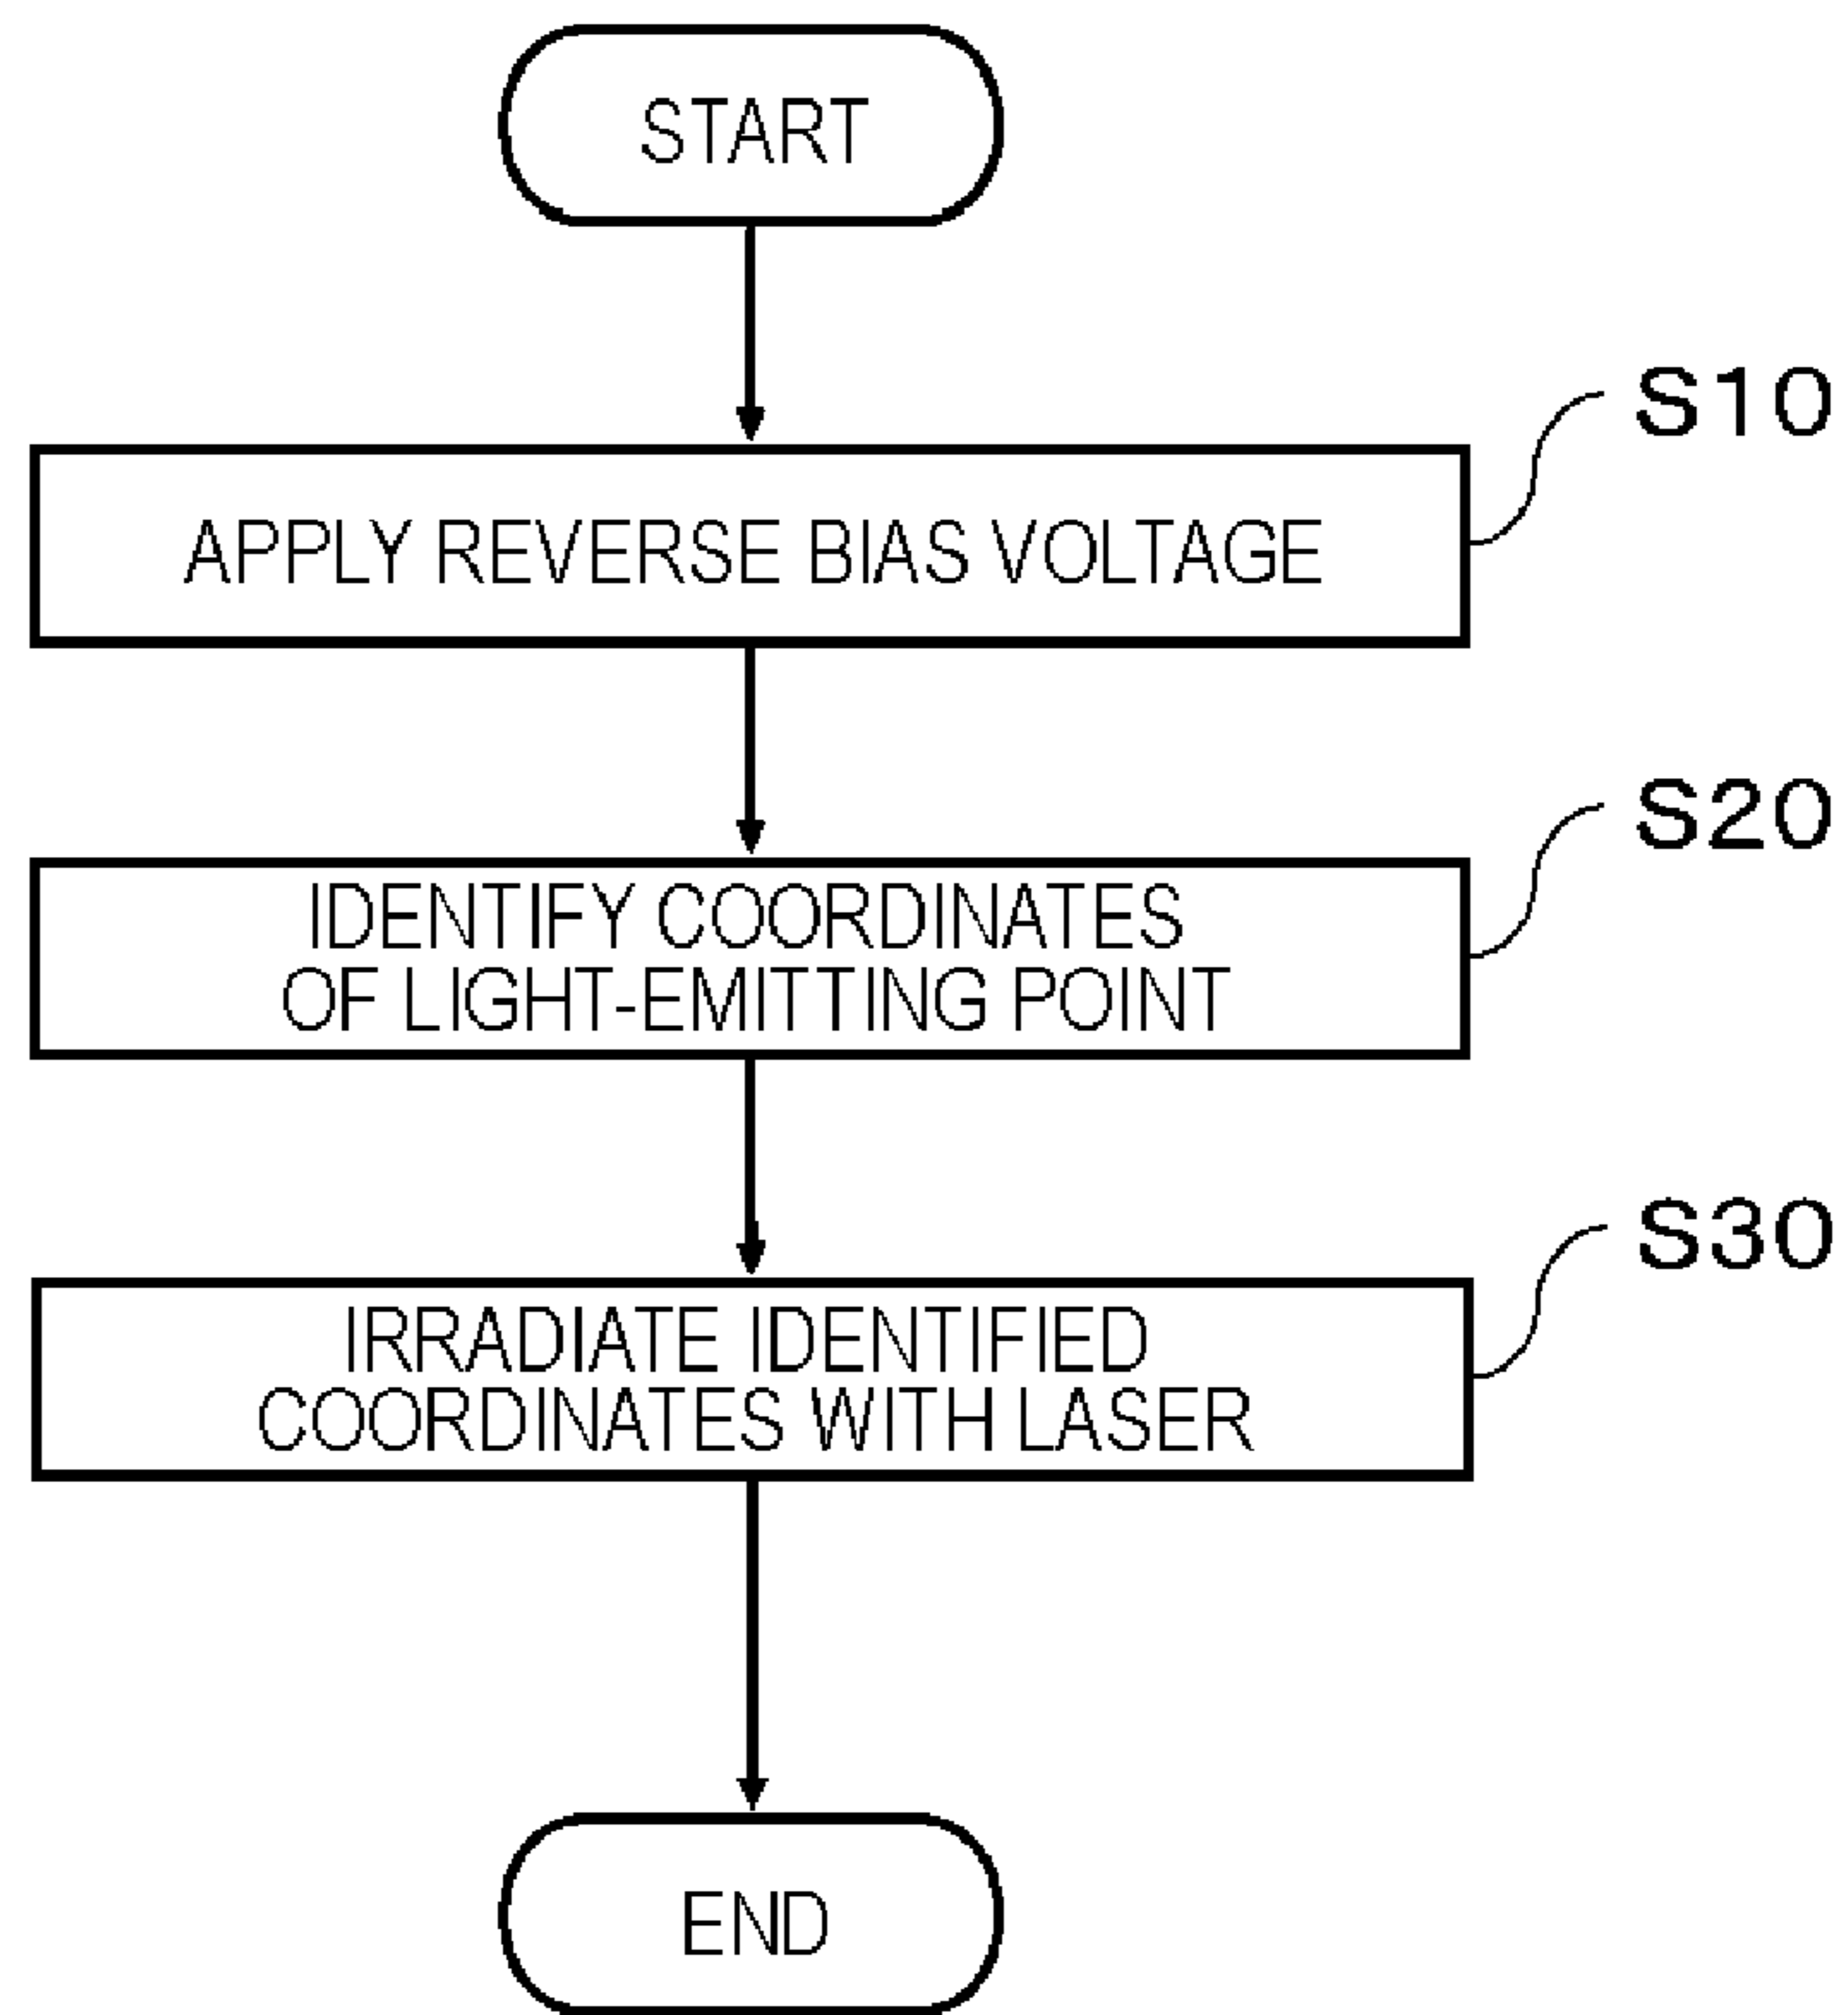 START
S10
APPLY REVERSE BIAS VOLTAGE
S20
IDENTIFY COORDINATES
OF LIGHT-EMITTING POINT
S30
IRRADIATE IDENTIFIED
COORDINATES WITH LASER
END